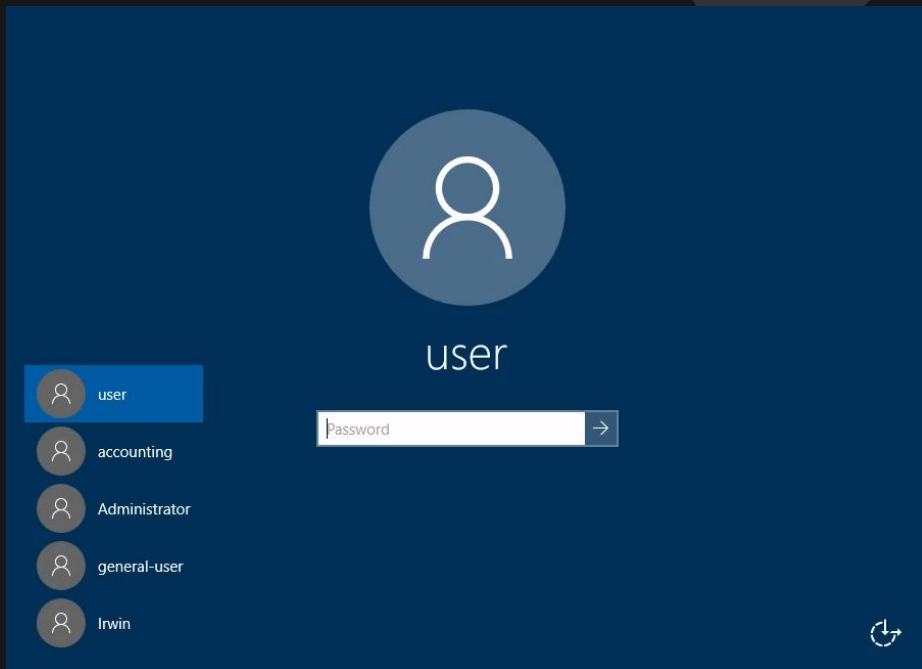 user
Password
user
accounting
Administrator
general-user
Irwin